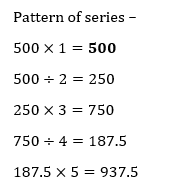 Pattern of series –
500 × 1 = 500
500 ÷ 2 = 250
250 × 3 = 750
750 ÷ 4 = 187.5
187.5 × 5 = 937.5